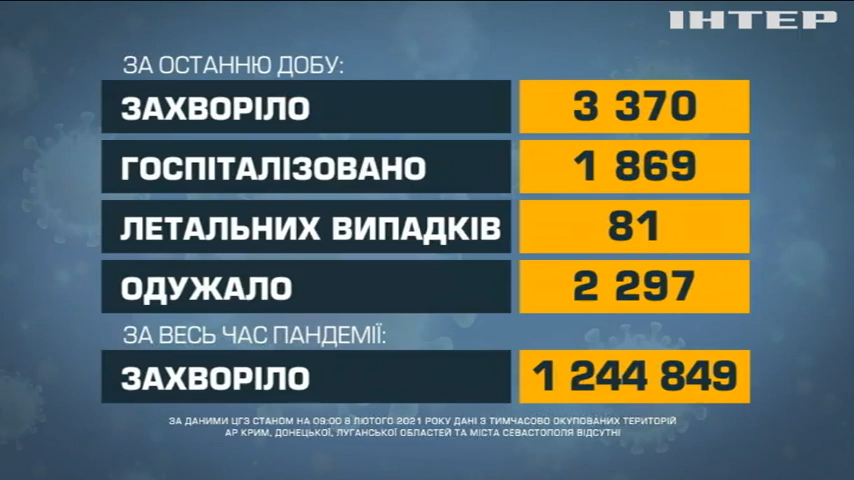 ІНТЕР
ЗА ОСТАННЮ ДОБУ:
ЗАХВОРІЛО 3 370
ГОСПІТАЛІЗОВАНО 1 869
ЛЕТАЛЬНИХ ВИПАДКІВ 81
ОДУЖАЛО 2 297
ЗА ВЕСЬ ЧАС ПАНДЕМІЇ:
ЗАХВОРІЛО 1 244 849
ЗА ДАНИМИ ЦГЗ СТАНОМ НА 09:00 8 ЛЮТОГО 2021 РОКУ ДАНІ З ТИМЧАСОВО ОКУПОВАНИХ ТЕРИТОРІЙ
АР КРИМ, ДОНЕЦЬКОЇ, ЛУГАНСЬКОЇ ОБЛАСТЕЙ ТА МІСТА СЕВАСТОПОЛЯ ВІДСУТНІ